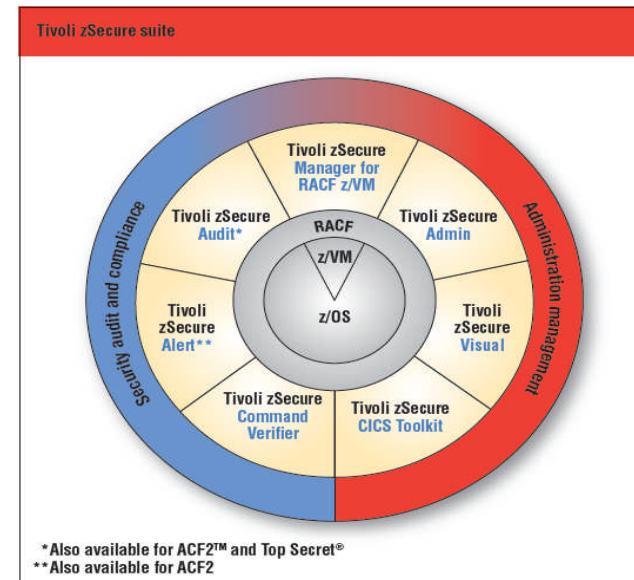 Tivoli zSecure suite
Tivoli zSecure
Manager for
RACF z/VM
Tivoli zSecure
Audit*
Tivoli zSecure
Admin
RACF
z/VM
z/OS
Tivoli
zSecure
Alert**
Tivoli
zSecure
Visual
Tivoli zSecure
Command
Verifier
Tivoli zSecure
CICS Toolkit
Security audit and compliance
Administration management
*Also available for ACF2™ and Top Secret®
**Also available for ACF2